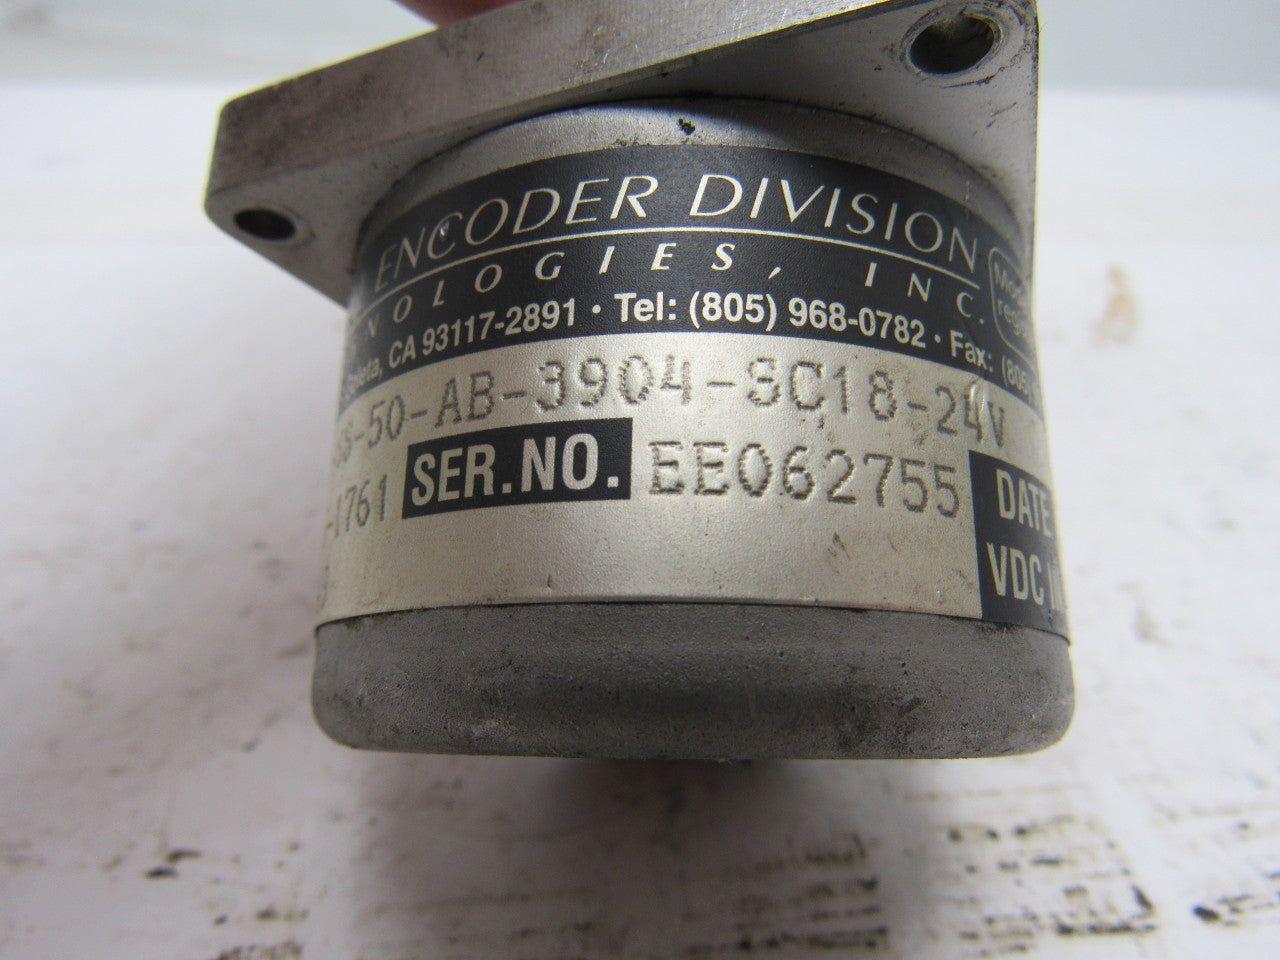 ENCODER DIVISION
NOLOGIES, INC.
CA 93117-2891 · Tel: (805) 968-0782 · Fax: (805)
-50-AB-3904-SC18-24V
-1761 SER.NO. EE062755 DATE
VDC